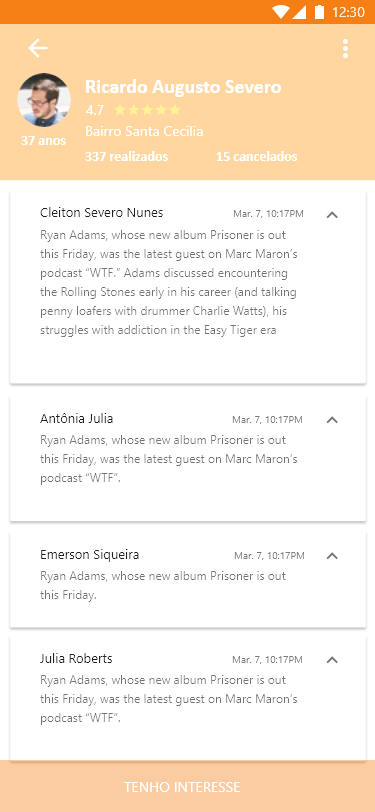 12:30
Ricardo Augusto Severo
4,7
37 anos
Bairro Santa Cecilia
337 realizados 15 cancelados
Cleiton Severo Nunes Mar. 7, 10:17PM
Ryan Adams, whose new album Prisoner is out
this Friday, was the latest guest on Marc Maron’s
podcast “WTF.” Adams discussed encountering
the Rolling Stones early in his career (and talking
penny loafers with drummer Charlie Watts), his
struggles with addiction in the Easy Tiger era
Antônia Julia Mar. 7, 10:17PM
Ryan Adams, whose new album Prisoner is out
this Friday, was the latest guest on Marc Maron’s
podcast “WTF”.
Emerson Siqueira Mar. 7, 10:17PM
Ryan Adams, whose new album Prisoner is out
this Friday.
Julia Roberts Mar. 7, 10:17PM
Ryan Adams, whose new album Prisoner is out
this Friday, was the latest guest on Marc Maron’s
podcast “WTF”.
TENHO INTERESSE